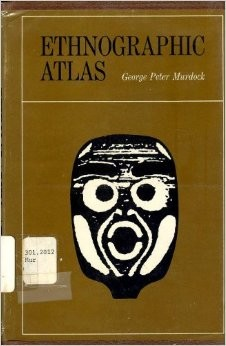 ETHNOGRAPHIC
ATLAS
George Peter Murdock
301.2012
Mur